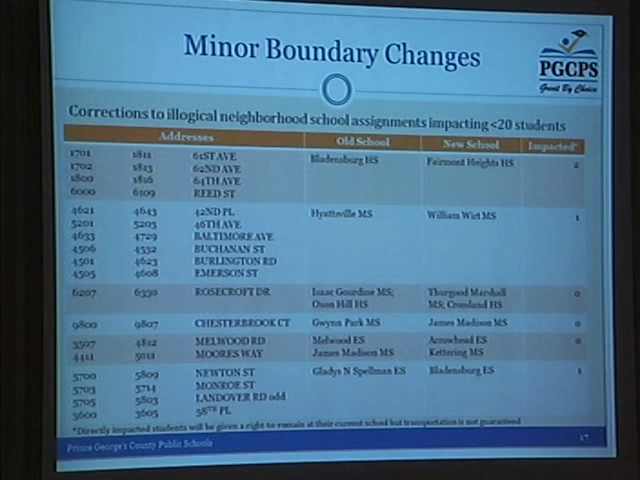 Minor Boundary Changes
PGCPS
Great By Choice
Corrections to illogical neighborhood school assignments impacting <20 students
Addresses Old School New School Impacted*
1701 1811 61ST AVE Bladensburg HS Fairmont Heights HS 2
1702 1843 62ND AVE
1800 1816 64TH AVE
6000 6109 REED ST
4621 4643 42ND PL Hyattsville MS William Wirt MS 1
5201 5203 46TH AVE
4633 4729 BALTIMORE AVE
4506 4532 BUCHANAN ST
4501 4623 BURLINGTON RD
4505 4608 EMERSON ST
6207 6330 ROSECROFT DR Isaac Gourdine MS; Thurgood Marshall 0
Oxon Hill HS MS; Crossland HS
9800 9807 CHESTERBROOK CT Gwynn Park MS James Madison MS 0
3507 4812 MELWOOD RD Melwood ES Arrowhead ES 0
4411 5011 MOORES WAY James Madison MS Kettering MS
5700 5809 NEWTON ST Gladys N Spellman ES Bladensburg ES 1
5703 5714 MONROE ST
5705 5803 LANDOVER RD odd
3600 3605 58TH PL
*Directly impacted students will be given a right-to-remain at their current school but transportation is not guaranteed
Prince George's County Public Schools 17